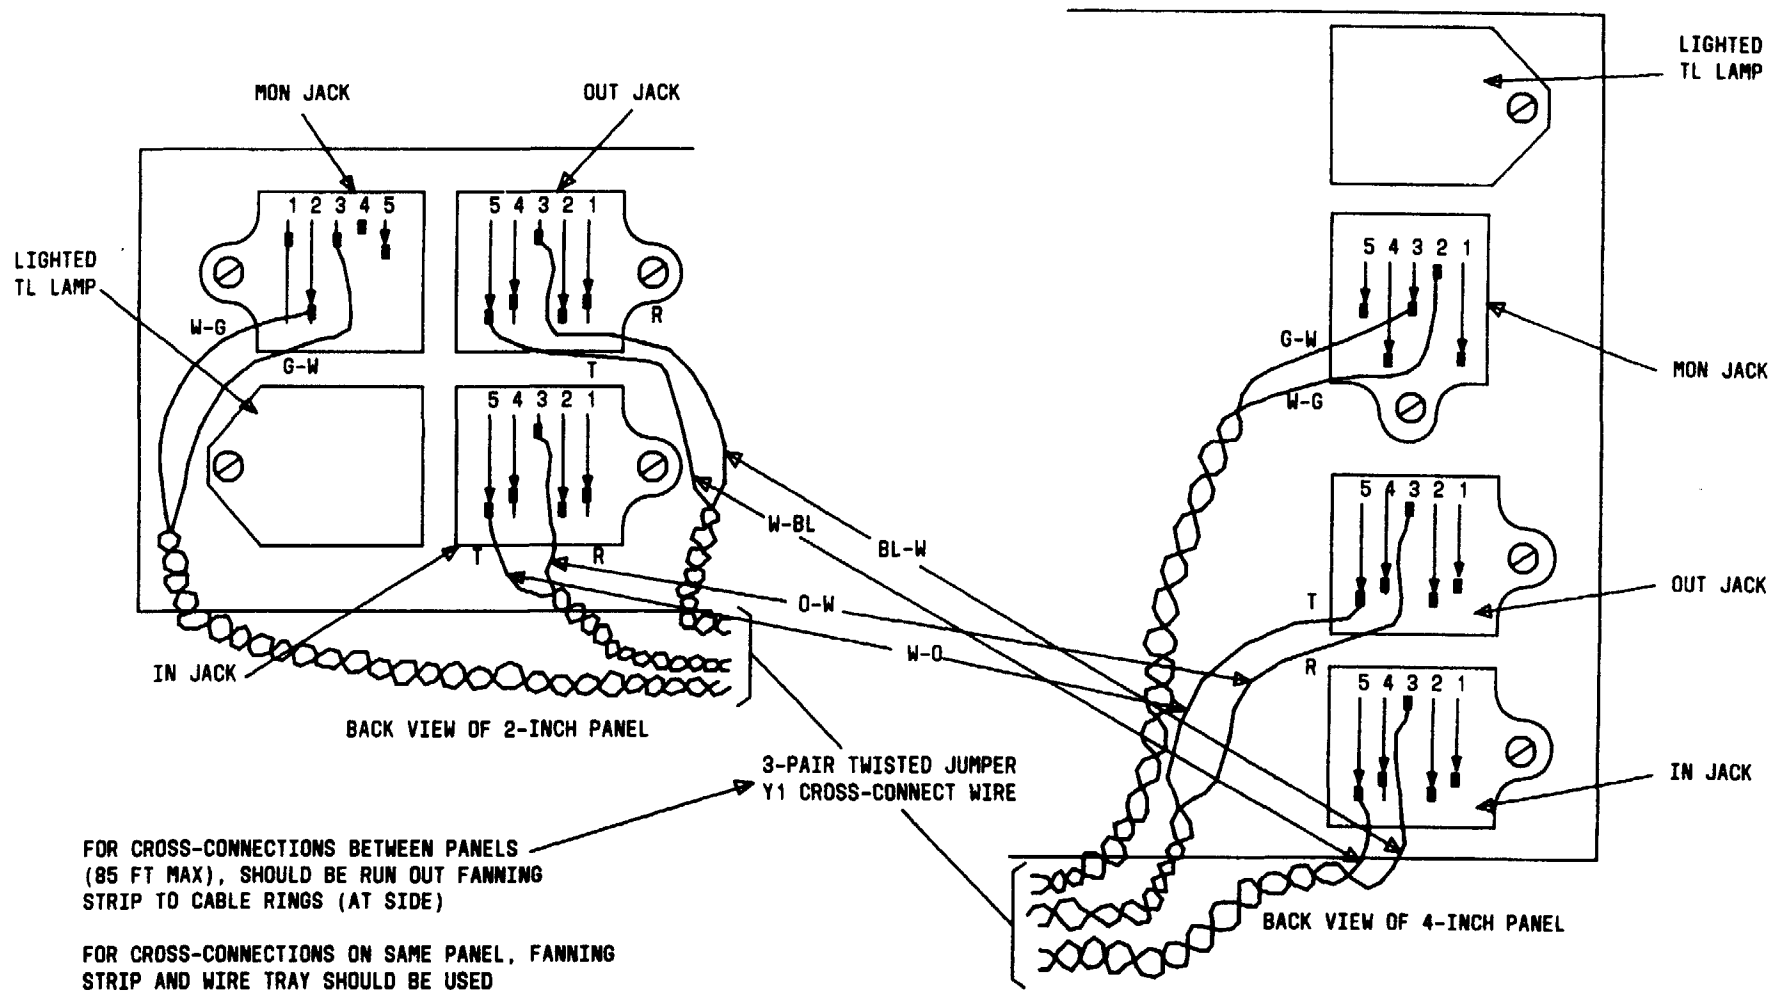 MON JACK
OUT JACK
1 2 3 4 5
5 4 3 2 1
LIGHTED
TL LAMP
W-G
R
G-W
T
5 4 3 2 1
T
R
IN JACK
BACK VIEW OF 2-INCH PANEL
W-BL
BL-W
O-W
W-O
3-PAIR TWISTED JUMPER
Y1 CROSS-CONNECT WIRE
FOR CROSS-CONNECTIONS BETWEEN PANELS
(85 FT MAX), SHOULD BE RUN OUT FANNING
STRIP TO CABLE RINGS (AT SIDE)
FOR CROSS-CONNECTIONS ON SAME PANEL, FANNING
STRIP AND WIRE TRAY SHOULD BE USED
LIGHTED
TL LAMP
5 4 3 2 1
G-W
W-G
MON JACK
5 4 3 2 1
T
OUT JACK
R
5 4 3 2 1
IN JACK
BACK VIEW OF 4-INCH PANEL